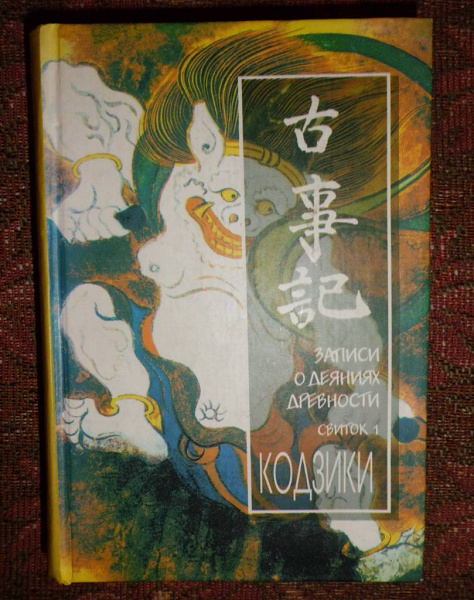 古事記
ЗАПИСИ
О ДЕЯНИЯХ
ДРЕВНОСТИ
СВИТОК 1
КОДЗИКИ